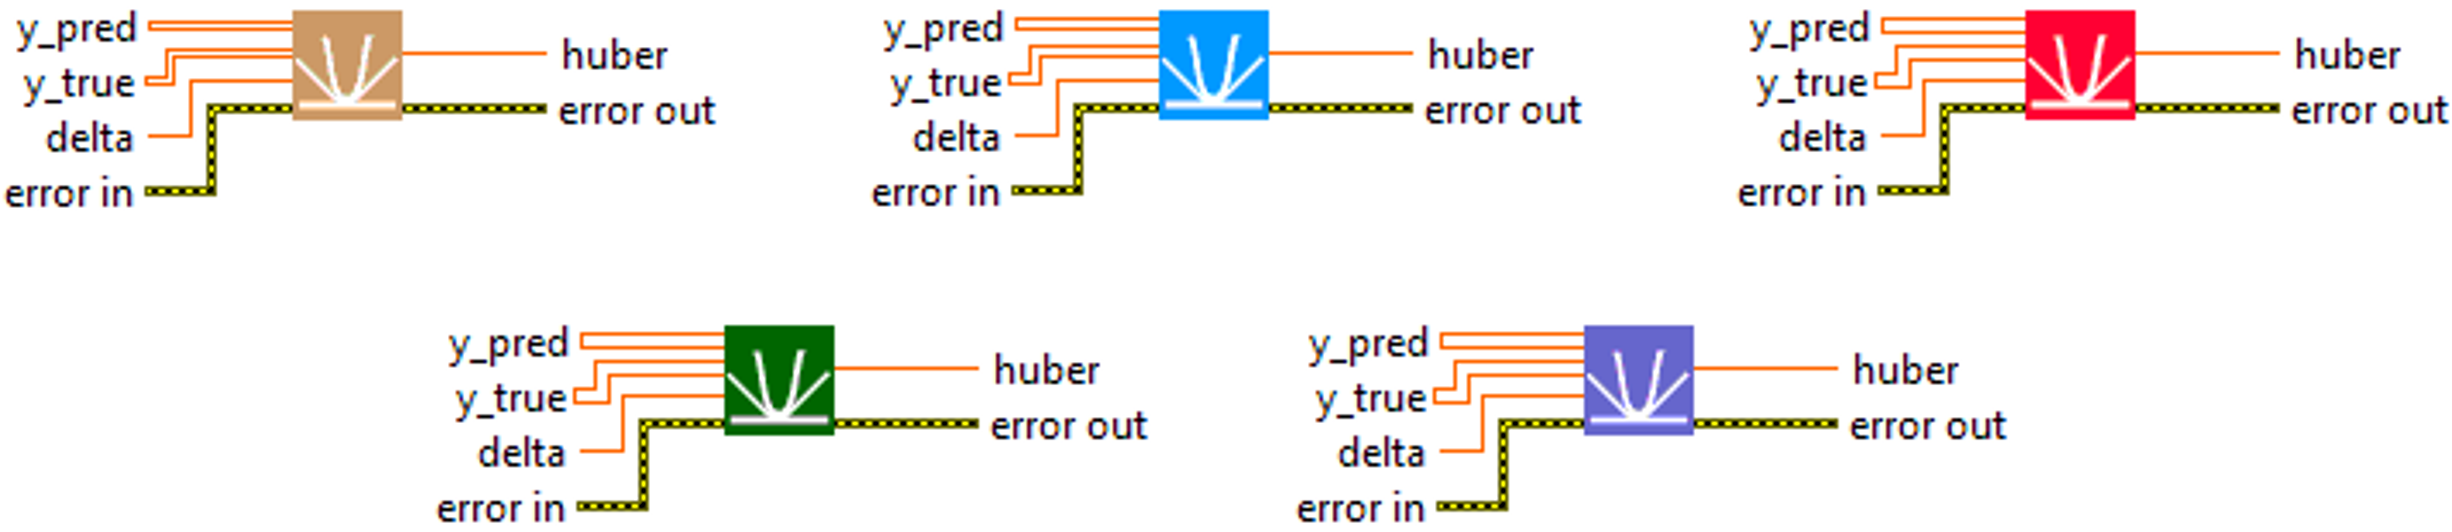 y_pred
y_true
delta
error in
huber
error out
y_pred
y_true
delta
error in
huber
error out
y_pred
y_true
delta
error in
huber
error out
y_pred
y_true
delta
error in
huber
error out
y_pred
y_true
delta
error in
huber
error out